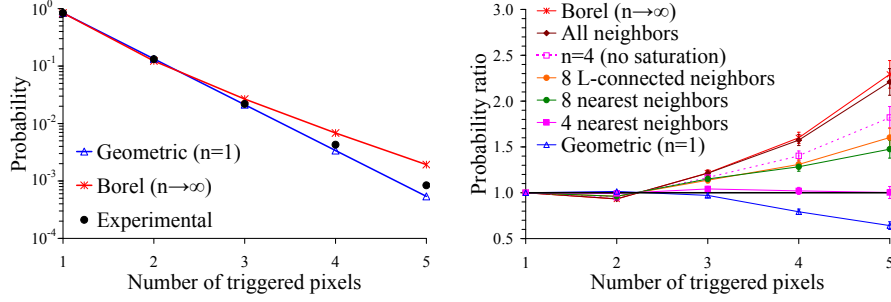 10^0
10^-1
10^-2
10^-3
10^-4
Probability
Geometric (n=1)
Borel (n→∞)
Experimental
1 2 3 4 5
Number of triggered pixels
3.0
2.5
2.0
1.5
1.0
0.5
Probability ratio
Borel (n→∞)
All neighbors
n=4 (no saturation)
8 L-connected neighbors
8 nearest neighbors
4 nearest neighbors
Geometric (n=1)
1 2 3 4 5
Number of triggered pixels